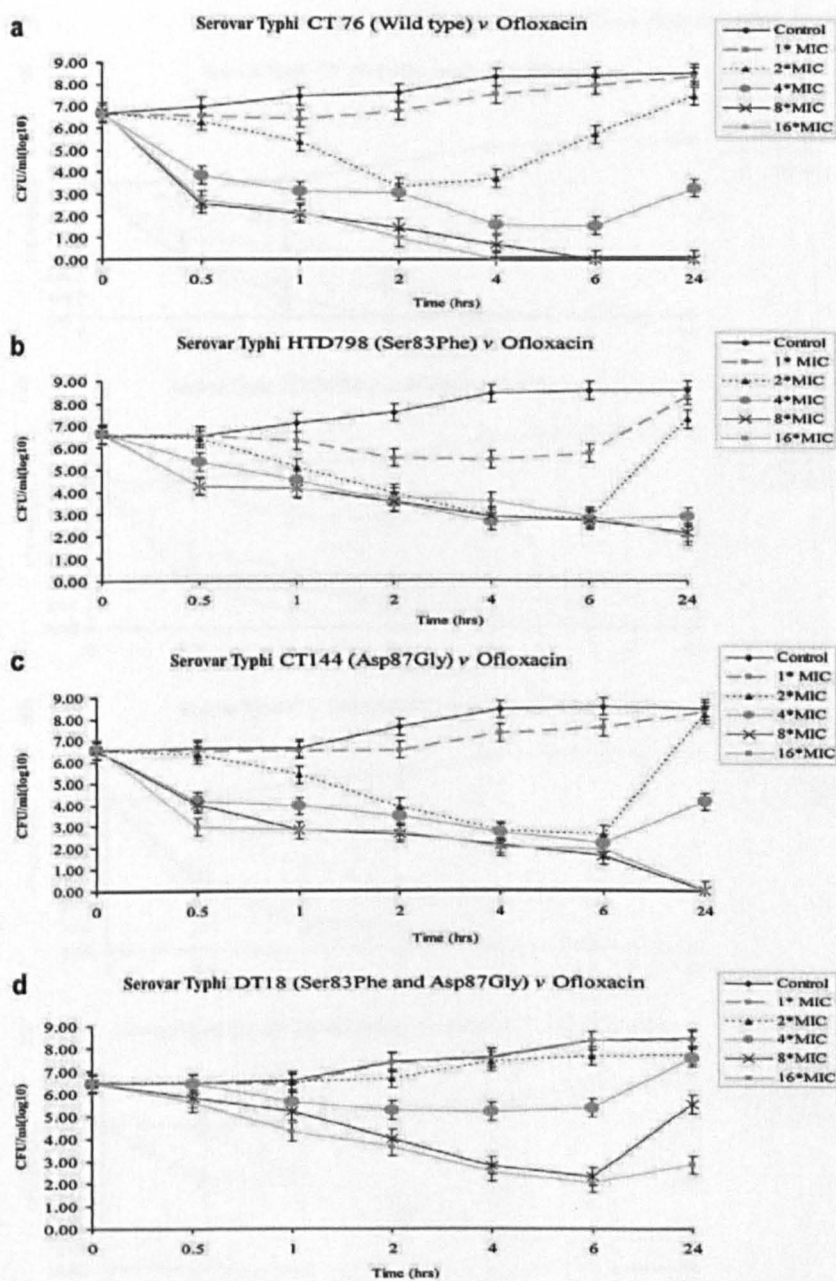 a
Serovar Typhi CT 76 (Wild type) v Ofloxacin
Control
1* MIC
2*MIC
4*MIC
8*MIC
16*MIC
CFU/ml(log10)
9.00
8.00
7.00
6.00
5.00
4.00
3.00
2.00
1.00
0.00
0 0.5 1 2 4 6 24
Time (hrs)
b
Serovar Typhi HTD798 (Ser83Phe) v Ofloxacin
Control
1* MIC
2*MIC
4*MIC
8*MIC
16*MIC
CFU/ml(log10)
9.00
8.00
7.00
6.00
5.00
4.00
3.00
2.00
1.00
0.00
0 0.5 1 2 4 6 24
Time (hrs)
c
Serovar Typhi CT144 (Asp87Gly) v Ofloxacin
Control
1* MIC
2*MIC
4*MIC
8*MIC
16*MIC
CFU/ml(log10)
9.00
8.00
7.00
6.00
5.00
4.00
3.00
2.00
1.00
0.00
0 0.5 1 2 4 6 24
Time (hrs)
d
Serovar Typhi DT18 (Ser83Phe and Asp87Gly) v Ofloxacin
Control
1* MIC
2*MIC
4*MIC
8*MIC
16*MIC
CFU/ml(log10)
9.00
8.00
7.00
6.00
5.00
4.00
3.00
2.00
1.00
0.00
0 0.5 1 2 4 6 24
Time (hrs)